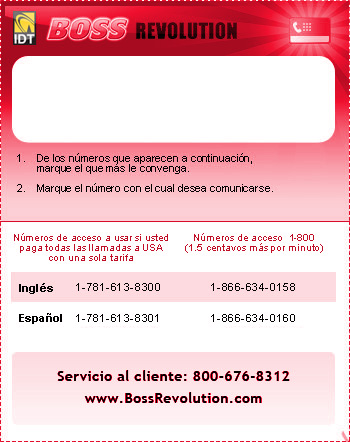 IDT BOSS REVOLUTION
1. De los números que aparecen a continuación,
marque el que más le convenga.
2. Marque el número con el cual desea comunicarse.
Números de acceso a usar si usted
paga todas las llamadas a USA
con una sola tarifa
Números de acceso 1-800
(1.5 centavos más por minuto)
Inglés 1-781-613-8300 1-866-634-0158
Español 1-781-613-8301 1-866-634-0160
Servicio al cliente: 800-676-8312
www.BossRevolution.com